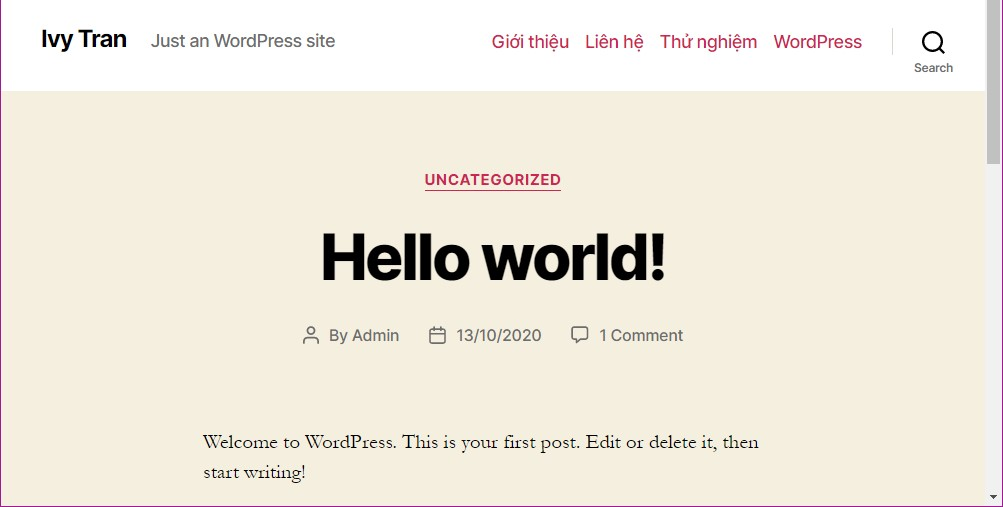 Ivy Tran Just an WordPress site Giới thiệu Liên hệ Thử nghiệm WordPress
Search
UNCATEGORIZED
Hello world!
By Admin 13/10/2020 1 Comment
Welcome to WordPress. This is your first post. Edit or delete it, then
start writing!